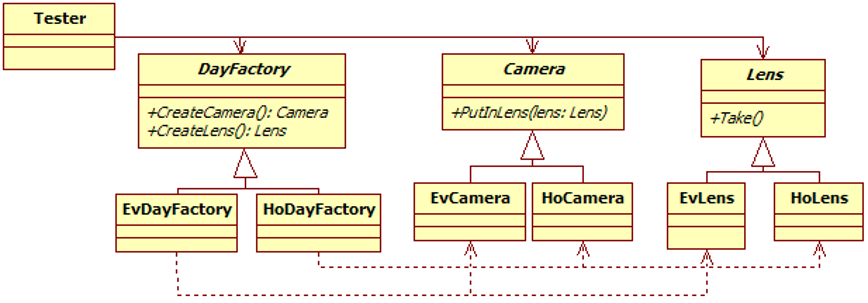 Tester
DayFactory
+CreateCamera(): Camera
+CreateLens(): Lens
Camera
+PutInLens(lens: Lens)
Lens
+Take()
EvDayFactory
HoDayFactory
EvCamera
HoCamera
EvLens
HoLens